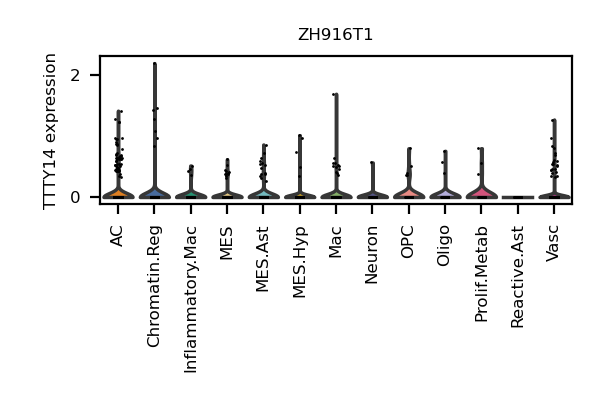 ZH916T1
TTTY14 expression
2
0
AC
Chromatin.Reg
Inflammatory.Mac
MES
MES.Ast
MES.Hyp
Mac
Neuron
OPC
Oligo
Prolif.Metab
Reactive.Ast
Vasc